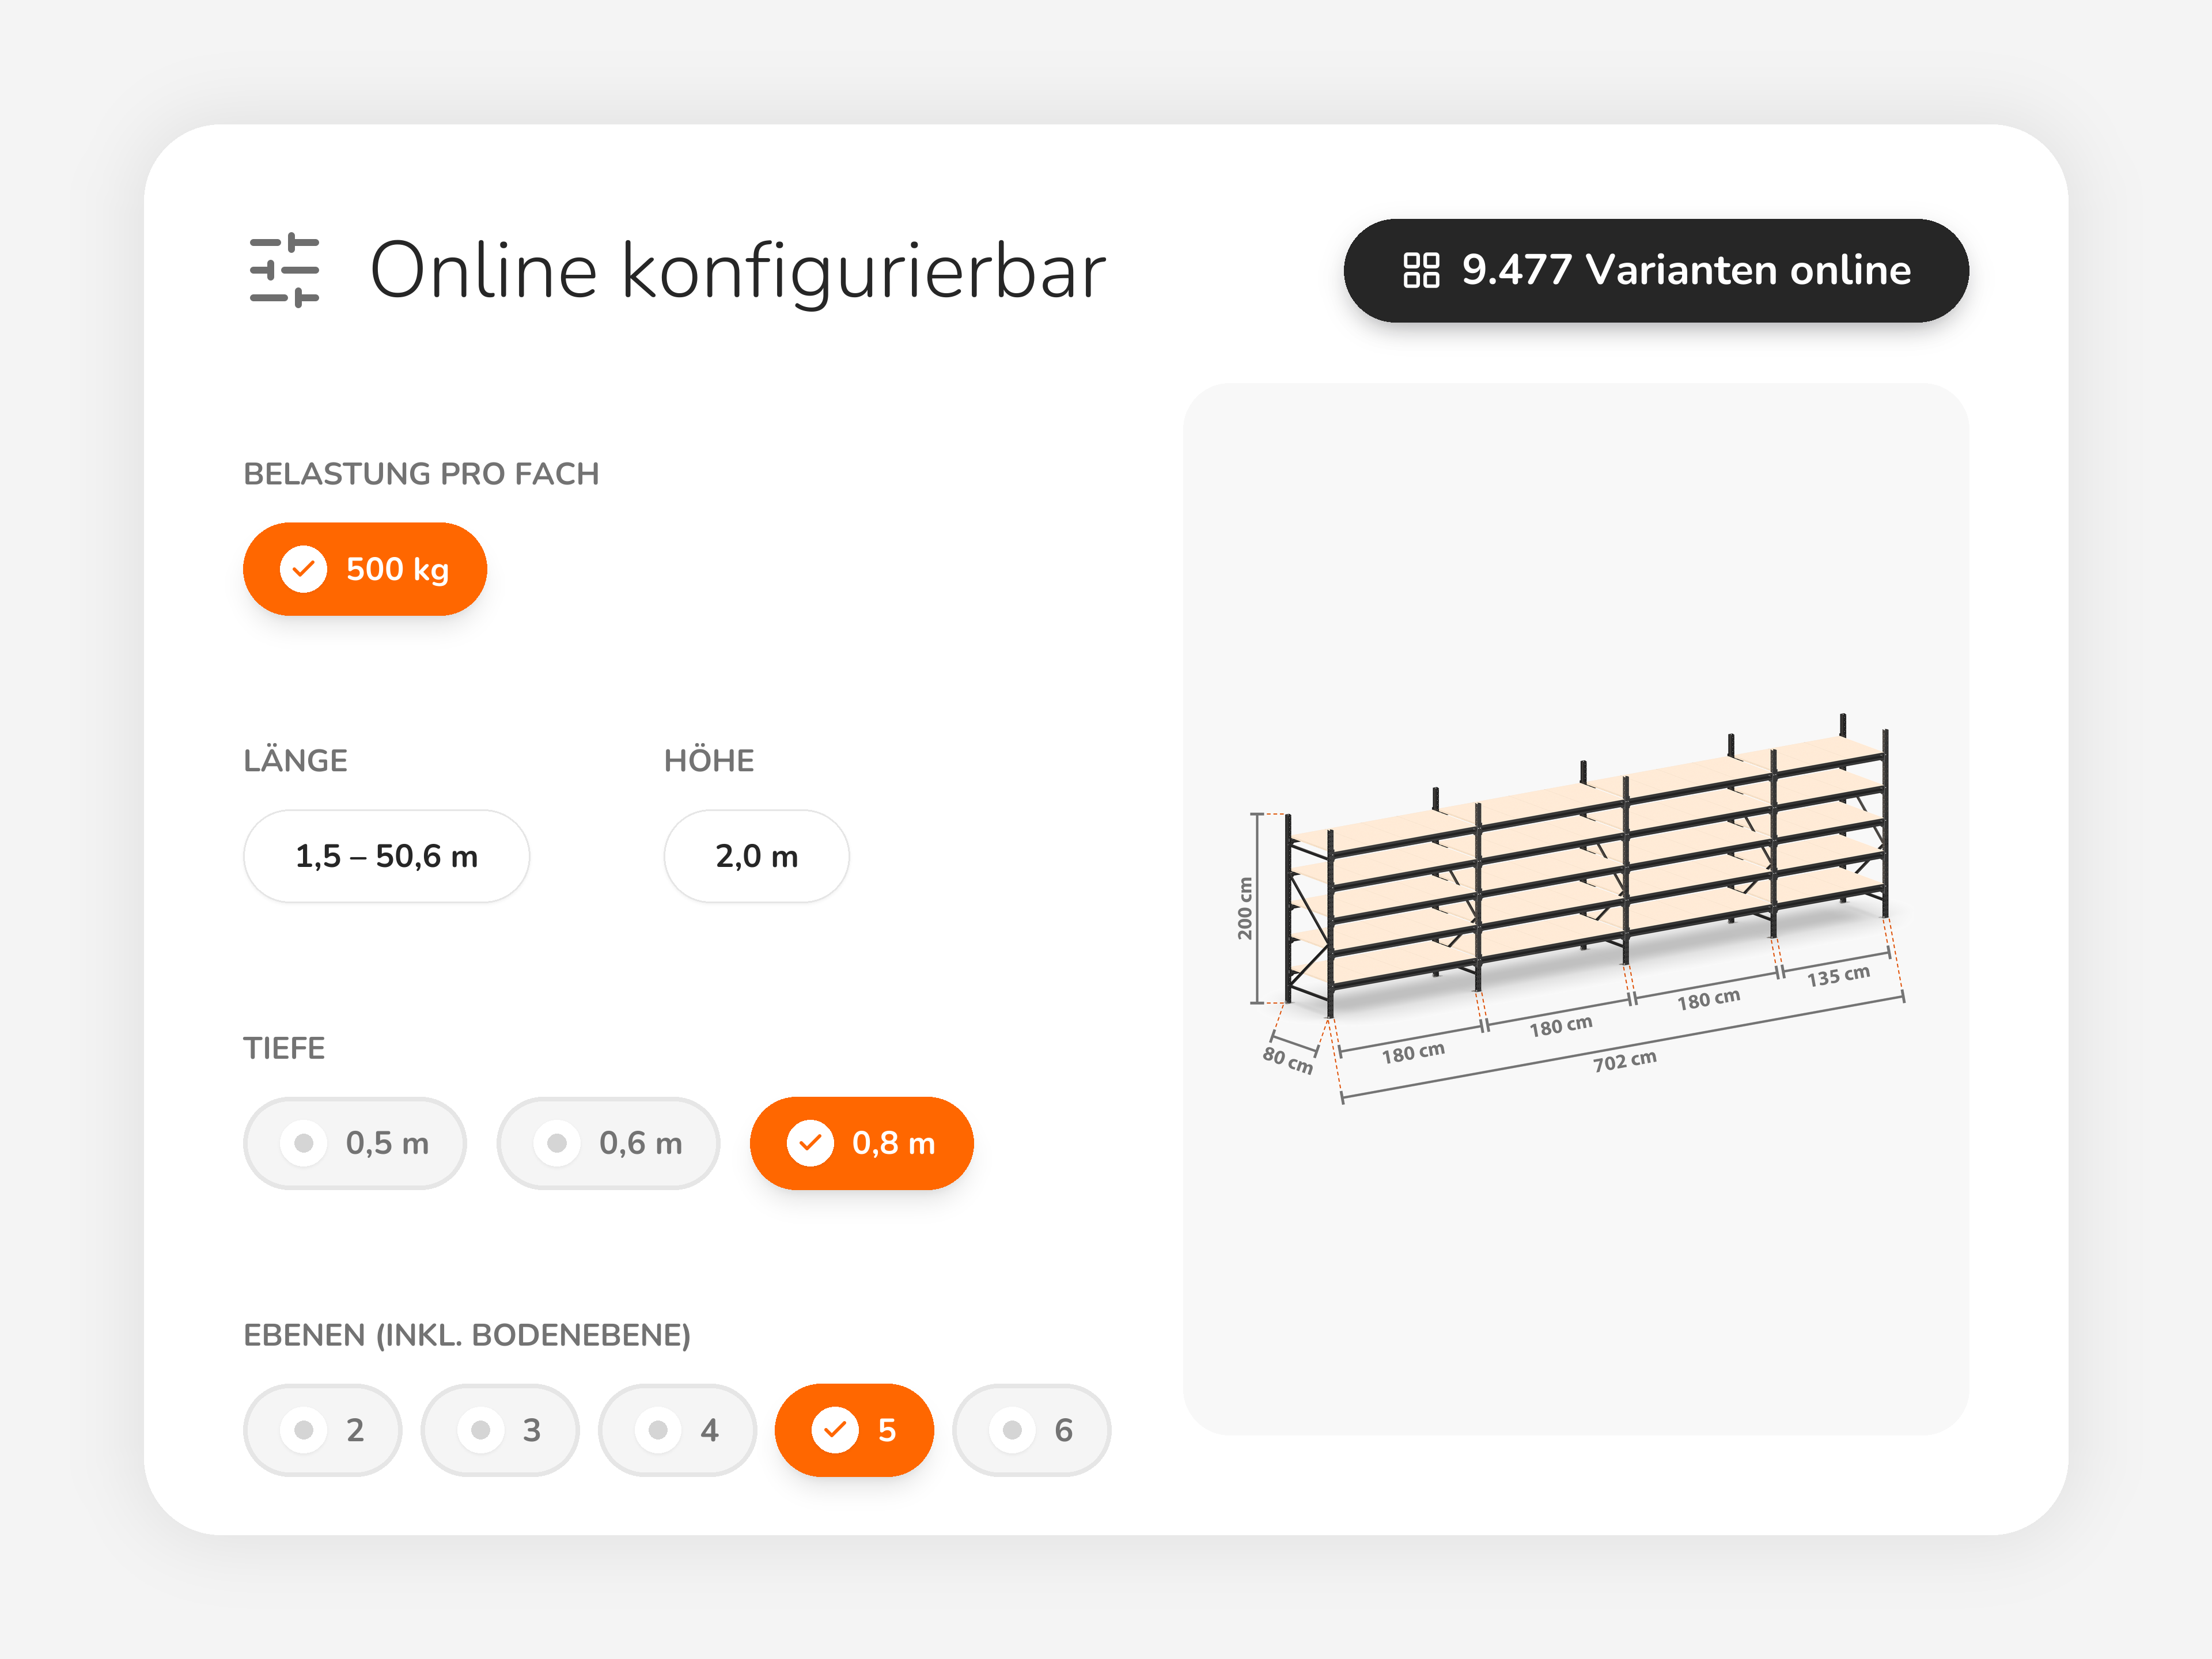 Online konfigurierbar
9.477 Varianten online
BELASTUNG PRO FACH
500 kg
LÄNGE
HÖHE
1,5 – 50,6 m
2,0 m
TIEFE
0,5 m
0,6 m
0,8 m
EBENEN (INKL. BODENEBENE)
2
3
4
5
6
200 cm
80 cm
180 cm
180 cm
180 cm
135 cm
702 cm